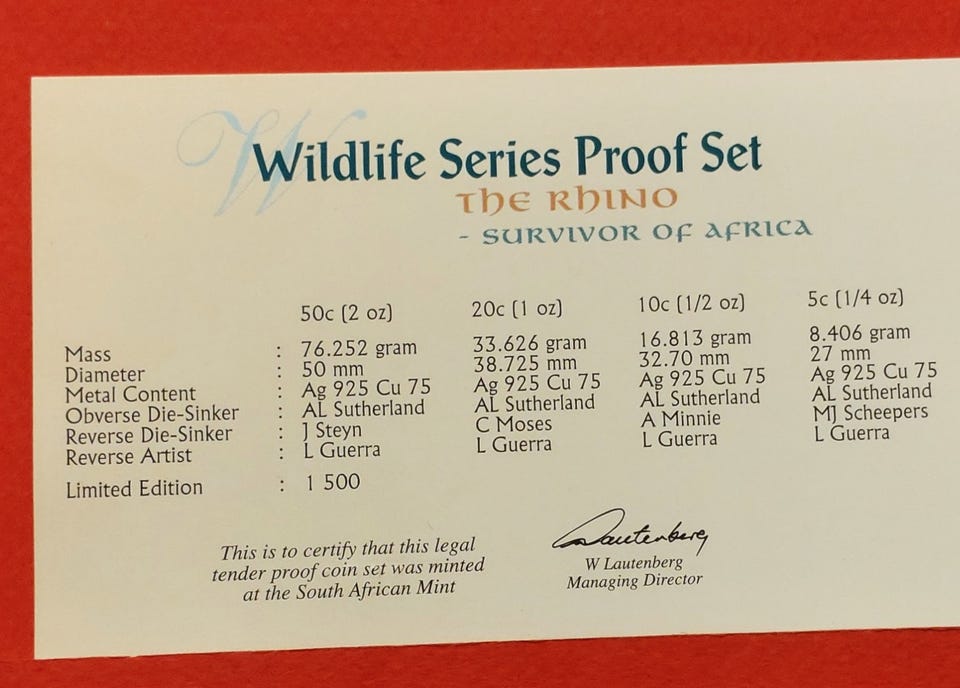 Wildlife Series Proof Set
THE RHINO
- SURVIVOR OF AFRICA
50c (2 oz) 20c (1 oz) 10c (1/2 oz) 5c (1/4 oz)
Mass : 76.252 gram 33.626 gram 16.813 gram 8.406 gram
Diameter : 50 mm 38.725 mm 32.70 mm 27 mm
Metal Content : Ag 925 Cu 75 Ag 925 Cu 75 Ag 925 Cu 75 Ag 925 Cu 75
Obverse Die-Sinker : AL Sutherland AL Sutherland AL Sutherland AL Sutherland
Reverse Die-Sinker : J Steyn C Moses A Minnie MJ Scheepers
Reverse Artist : L Guerra L Guerra L Guerra L Guerra
Limited Edition : 1 500
This is to certify that this legal
tender proof coin set was minted
at the South African Mint
Lautenberg
W Lautenberg
Managing Director